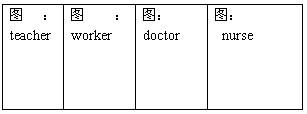 图： 图： 图： 图：
teacher worker doctor nurse